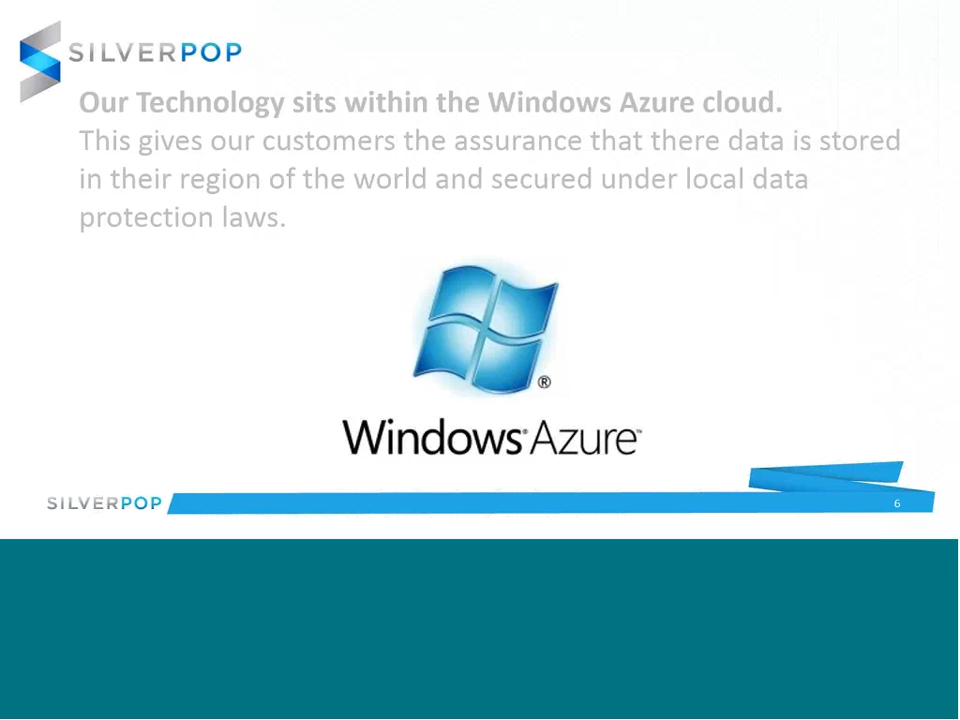 SILVERPOP
Our Technology sits within the Windows Azure cloud.
This gives our customers the assurance that there data is stored
in their region of the world and secured under local data
protection laws.
®
Windows® Azure™
SILVERPOP
6